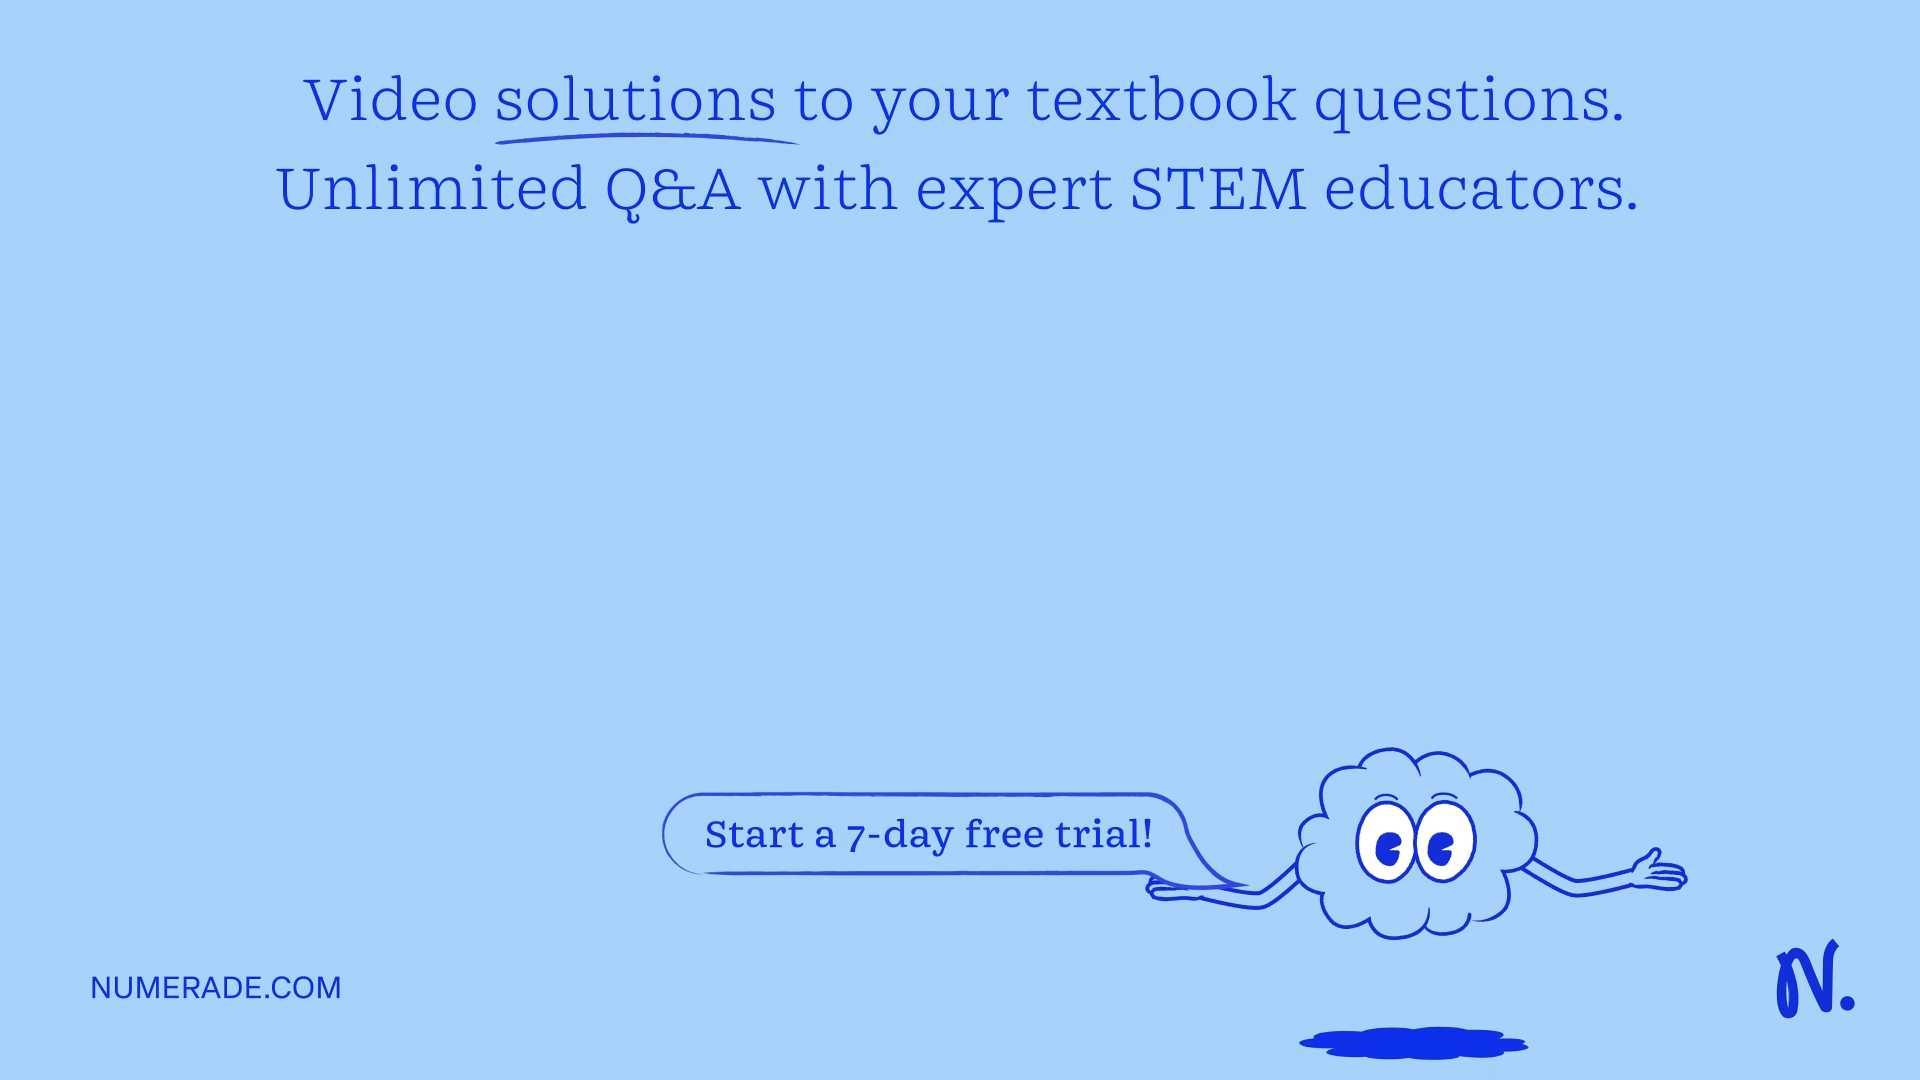 Video solutions to your textbook questions.
Unlimited Q&A with expert STEM educators.
Start a 7-day free trial!
NUMERADE.COM
N.